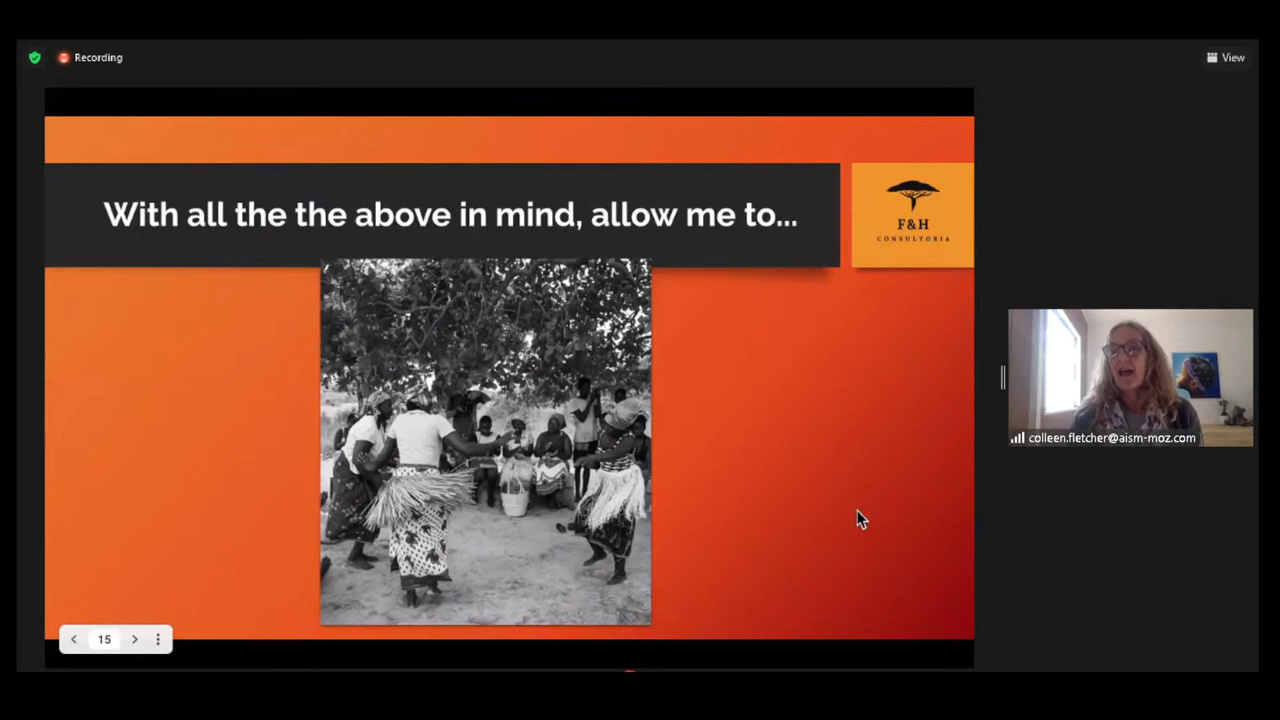 Recording
View
With all the the above in mind, allow me to...
F&H
CONSULTORIA
colleen.fletcher@aism-moz.com
15